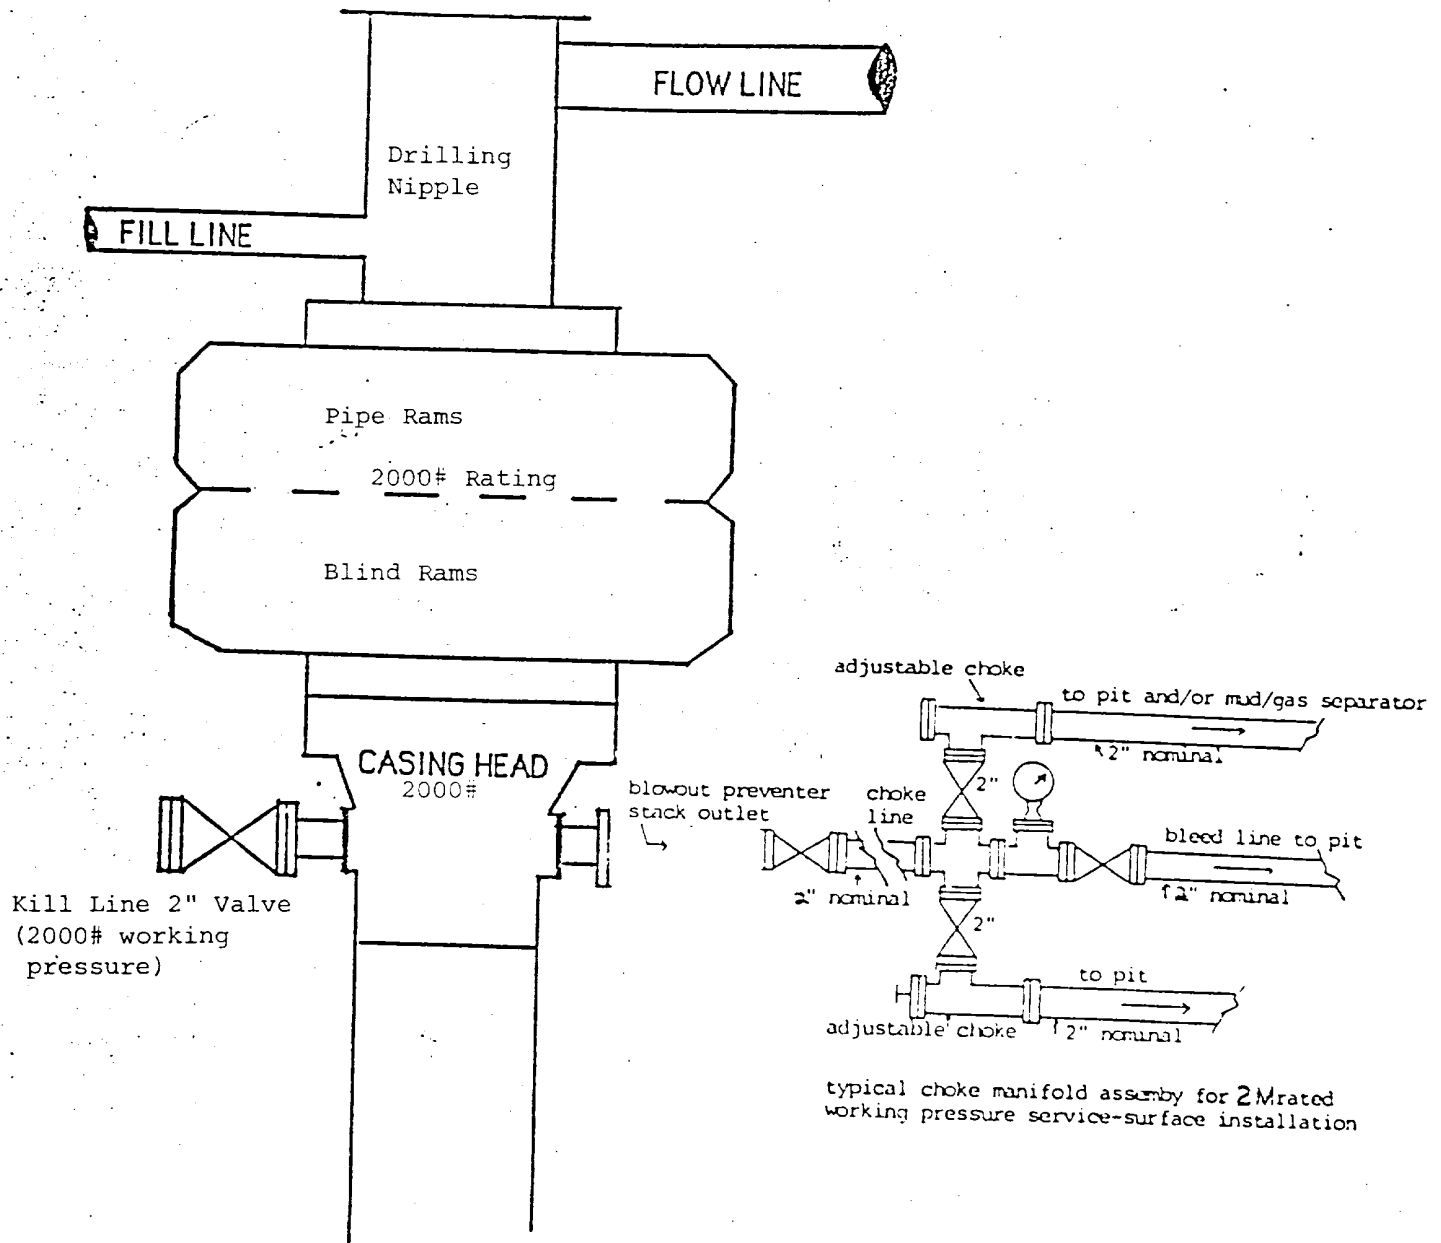 FLOW LINE
Drilling
Nipple
FILL LINE
Pipe Rams
2000# Rating
Blind Rams
CASING HEAD
2000#
Kill Line 2" Valve
(2000# working
pressure)
blowout preventer
stack outlet
adjustable choke
to pit and/or mud/gas separator
2" nominal
2"
choke
line
bleed line to pit
2" nominal
2" nominal
2"
to pit
adjustable choke
2" nominal
typical choke manifold assemby for 2 M rated
working pressure service-surface installation